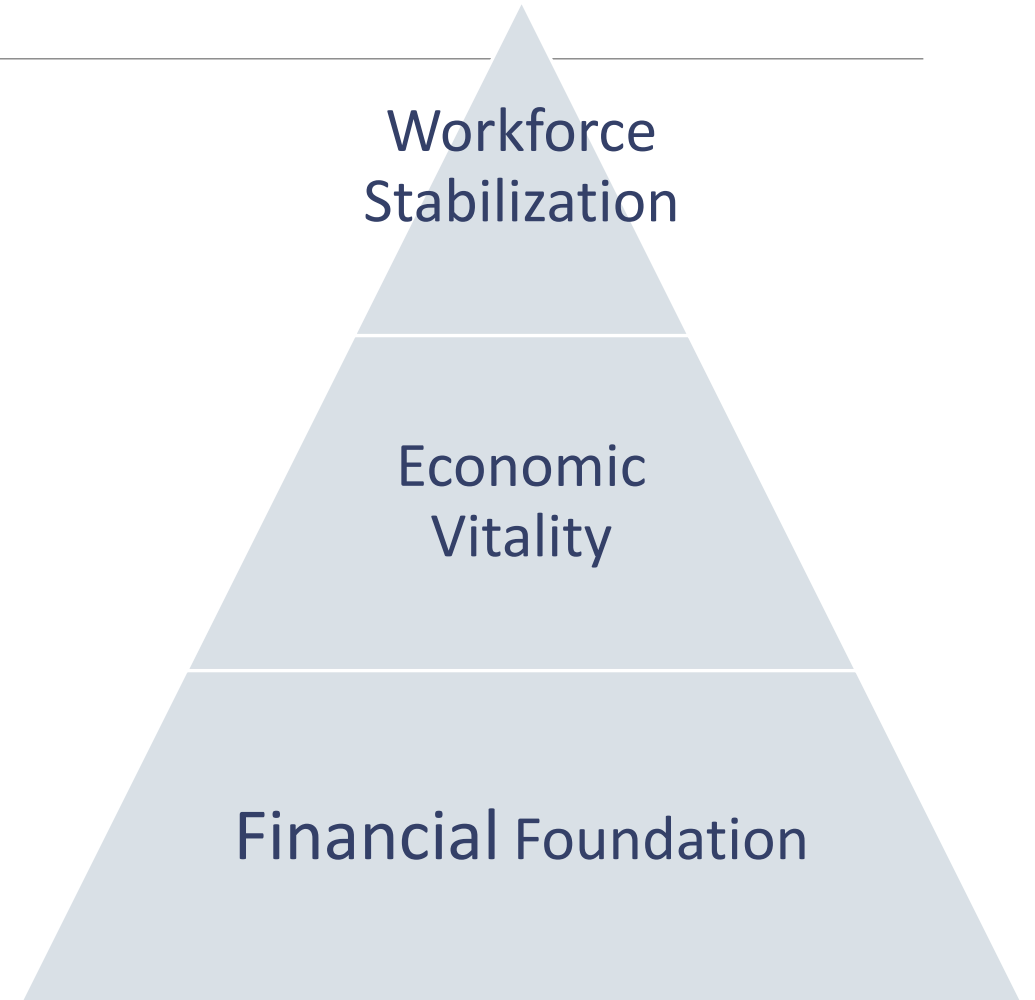 Workforce
Stabilization
Economic
Vitality
Financial Foundation